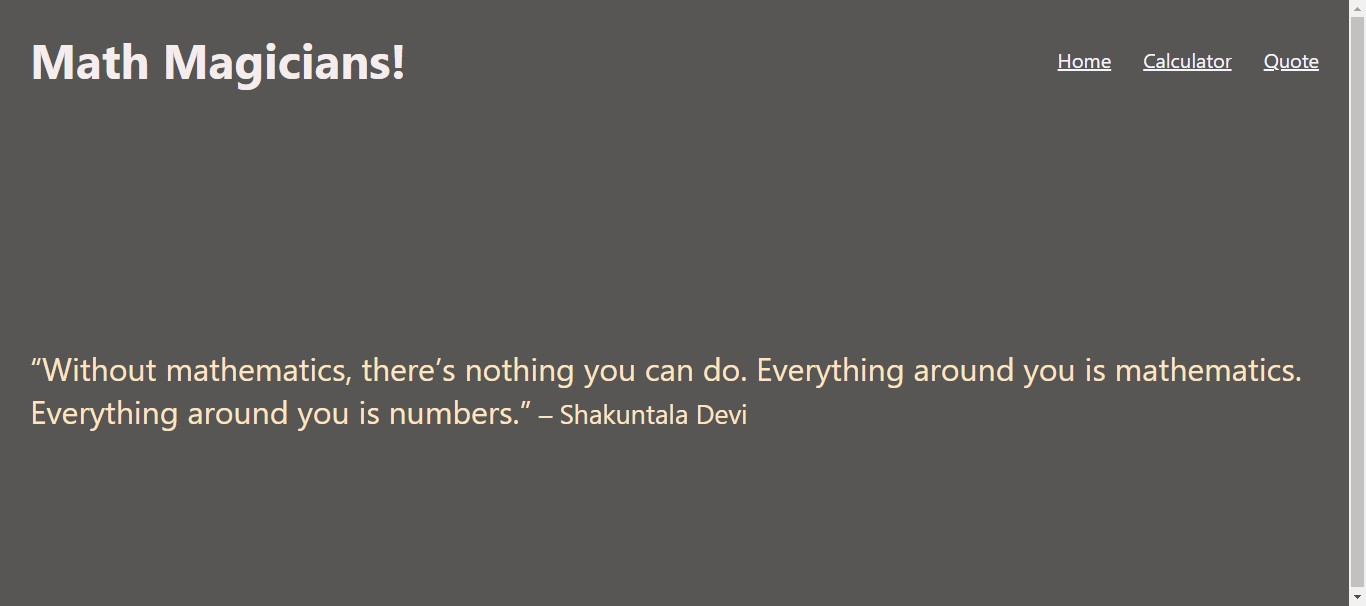 Math Magicians!
Home Calculator Quote
“Without mathematics, there’s nothing you can do. Everything around you is mathematics.
Everything around you is numbers.” – Shakuntala Devi